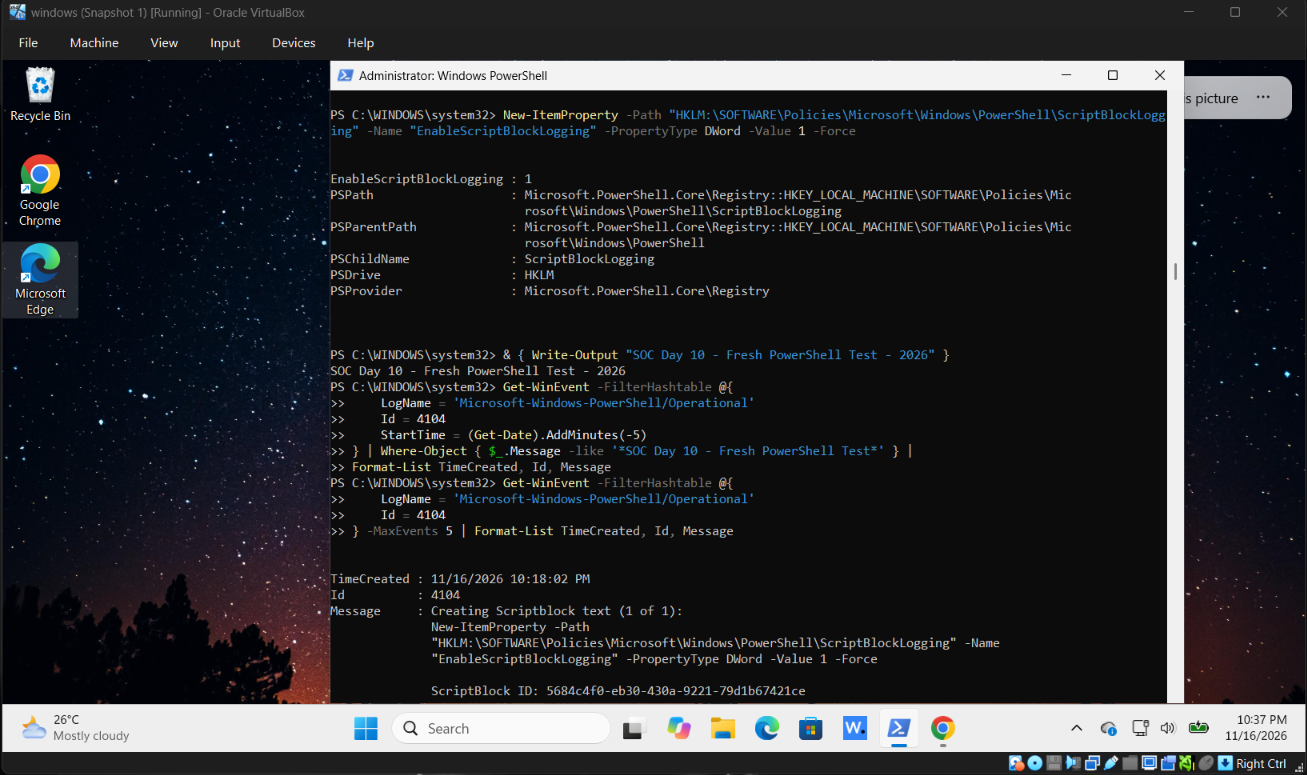 windows (Snapshot 1) [Running] - Oracle VirtualBox
File Machine View Input Devices Help
Recycle Bin
Google
Chrome
Microsoft
Edge
Administrator: Windows PowerShell
is picture
PS C:\WINDOWS\system32> New-ItemProperty -Path "HKLM:\SOFTWARE\Policies\Microsoft\Windows\PowerShell\ScriptBlockLogg
ing" -Name "EnableScriptBlockLogging" -PropertyType DWord -Value 1 -Force
EnableScriptBlockLogging : 1
PSPath : Microsoft.PowerShell.Core\Registry::HKEY_LOCAL_MACHINE\SOFTWARE\Policies\Mic
rosoft\Windows\PowerShell\ScriptBlockLogging
PSParentPath : Microsoft.PowerShell.Core\Registry::HKEY_LOCAL_MACHINE\SOFTWARE\Policies\Mic
rosoft\Windows\PowerShell
PSChildName : ScriptBlockLogging
PSDrive : HKLM
PSProvider : Microsoft.PowerShell.Core\Registry
PS C:\WINDOWS\system32> & { Write-Output "SOC Day 10 - Fresh PowerShell Test - 2026" }
SOC Day 10 - Fresh PowerShell Test - 2026
PS C:\WINDOWS\system32> Get-WinEvent -FilterHashtable @{
>> LogName = 'Microsoft-Windows-PowerShell/Operational'
>> Id = 4104
>> StartTime = (Get-Date).AddMinutes(-5)
>> } | Where-Object { $_.Message -like '*SOC Day 10 - Fresh PowerShell Test*' } |
>> Format-List TimeCreated, Id, Message
PS C:\WINDOWS\system32> Get-WinEvent -FilterHashtable @{
>> LogName = 'Microsoft-Windows-PowerShell/Operational'
>> Id = 4104
>> } -MaxEvents 5 | Format-List TimeCreated, Id, Message
TimeCreated : 11/16/2026 10:18:02 PM
Id : 4104
Message : Creating Scriptblock text (1 of 1):
New-ItemProperty -Path
"HKLM:\SOFTWARE\Policies\Microsoft\Windows\PowerShell\ScriptBlockLogging" -Name
"EnableScriptBlockLogging" -PropertyType DWord -Value 1 -Force
ScriptBlock ID: 5684c4f0-eb30-430a-9221-79d1b67421ce
26°C
Mostly cloudy
Search
W.
10:37 PM
11/16/2026
Right Ctrl